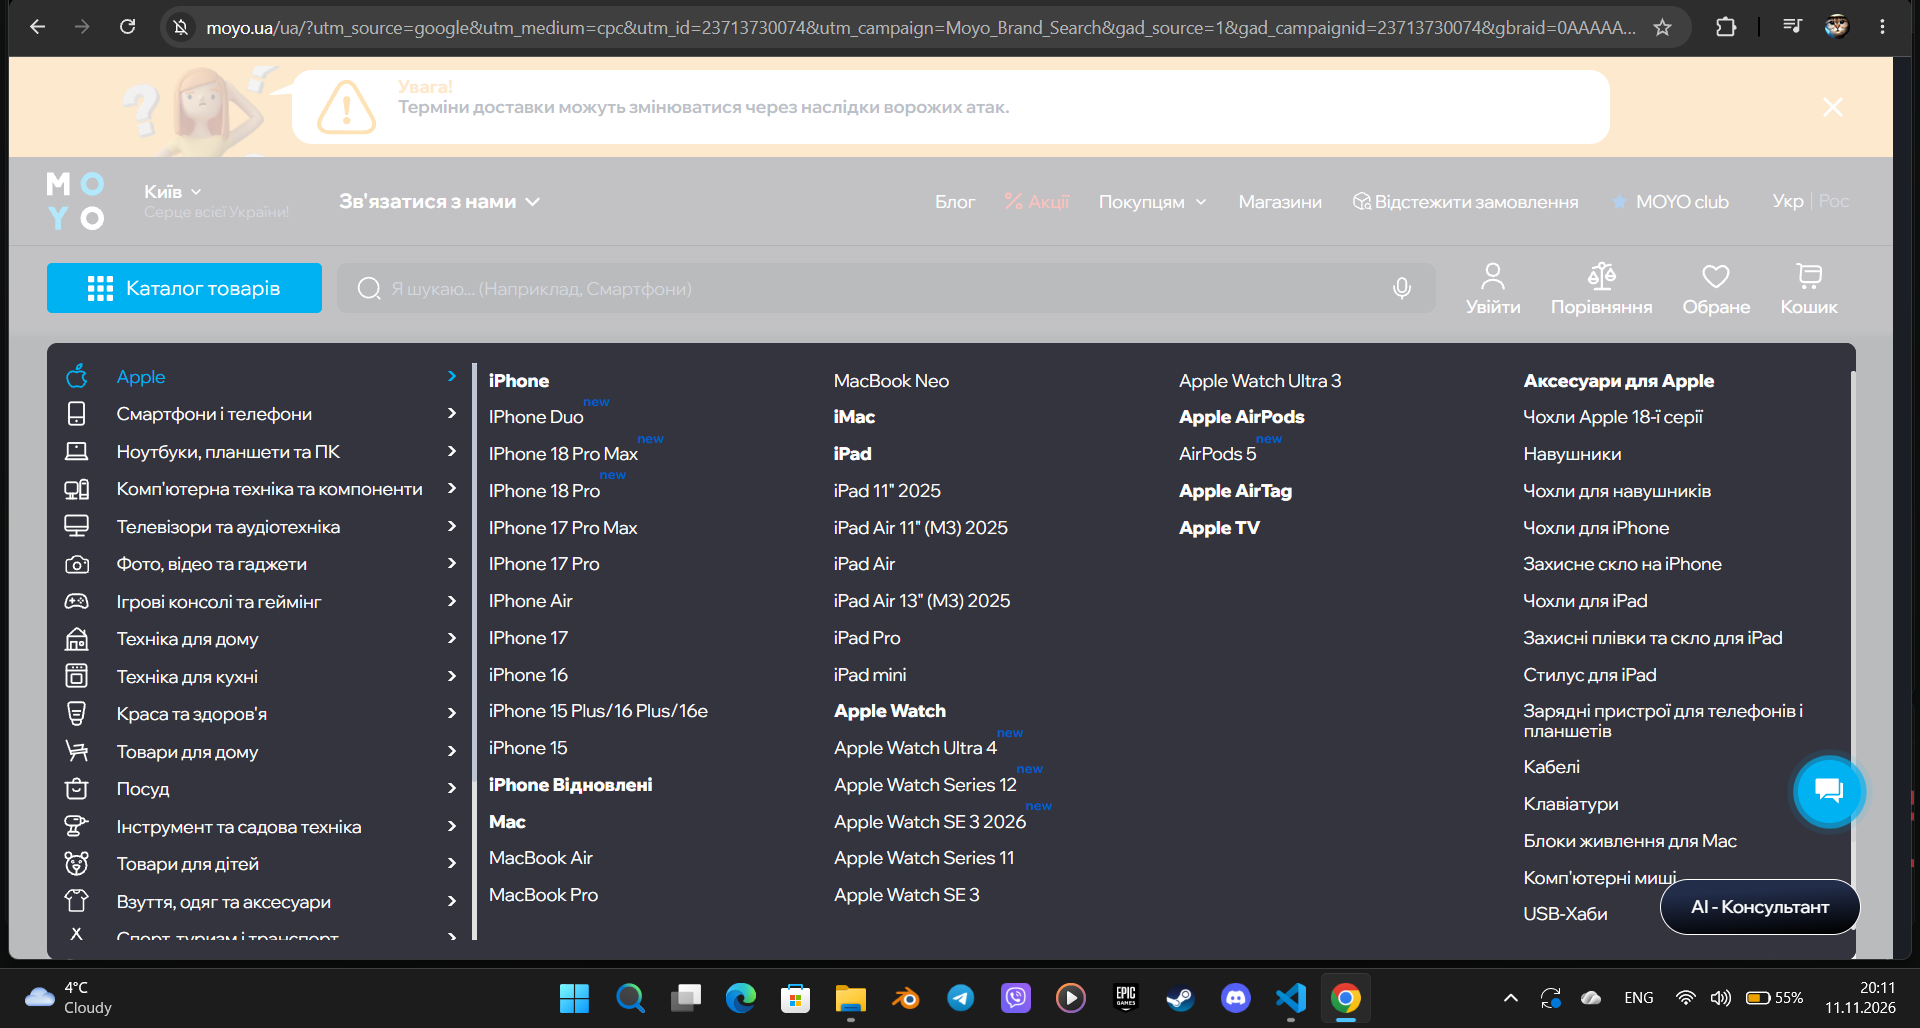 moyo.ua/ua/?utm_source=google&utm_medium=cpc&utm_id=23713730074&utm_campaign=Moyo_Brand_Search&gad_source=1&gad_campaignid=23713730074&gbraid=0AAAAA...
Увага!
Терміни доставки можуть змінюватися через наслідки ворожих атак.
MOYO
Київ
Серце всієї України!
Зв'язатися з нами
Блог
% Акції
Покупцям
Магазини
Відстежити замовлення
MOYO club
Укр | Рос
Каталог товарів
Я шукаю... (Наприклад, Смартфони)
Увійти
Порівняння
Обране
Кошик
Apple
Смартфони і телефони
Ноутбуки, планшети та ПК
Комп'ютерна техніка та компоненти
Телевізори та аудіотехніка
Фото, відео та гаджети
Ігрові консолі та геймінг
Техніка для дому
Техніка для кухні
Краса та здоров'я
Товари для дому
Посуд
Інструмент та садова техніка
Товари для дітей
Взуття, одяг та аксесуари
Спорт, туризм і транспорт
iPhone
IPhone Duo new
IPhone 18 Pro Max new
IPhone 18 Pro new
IPhone 17 Pro Max
IPhone 17 Pro
IPhone Air
IPhone 17
iPhone 16
iPhone 15 Plus/16 Plus/16e
iPhone 15
iPhone Відновлені
Mac
MacBook Air
MacBook Pro
MacBook Neo
iMac
iPad
iPad 11" 2025
iPad Air 11" (M3) 2025
iPad Air
iPad Air 13" (M3) 2025
iPad Pro
iPad mini
Apple Watch
Apple Watch Ultra 4 new
Apple Watch Series 12 new
Apple Watch SE 3 2026 new
Apple Watch Series 11
Apple Watch SE 3
Apple Watch Ultra 3
Apple AirPods
AirPods 5 new
Apple AirTag
Apple TV
Аксесуари для Apple
Чохли Apple 18-ї серії
Навушники
Чохли для навушників
Чохли для iPhone
Захисне скло на iPhone
Чохли для iPad
Захисні плівки та скло для iPad
Стилус для iPad
Зарядні пристрої для телефонів і
планшетів
Кабелі
Клавіатури
Блоки живлення для Mac
Комп'ютерні миші
USB-Хаби
AI - Консультант
4°C
Cloudy
EPIC
GAMES
ENG
55%
20:11
11.11.2026